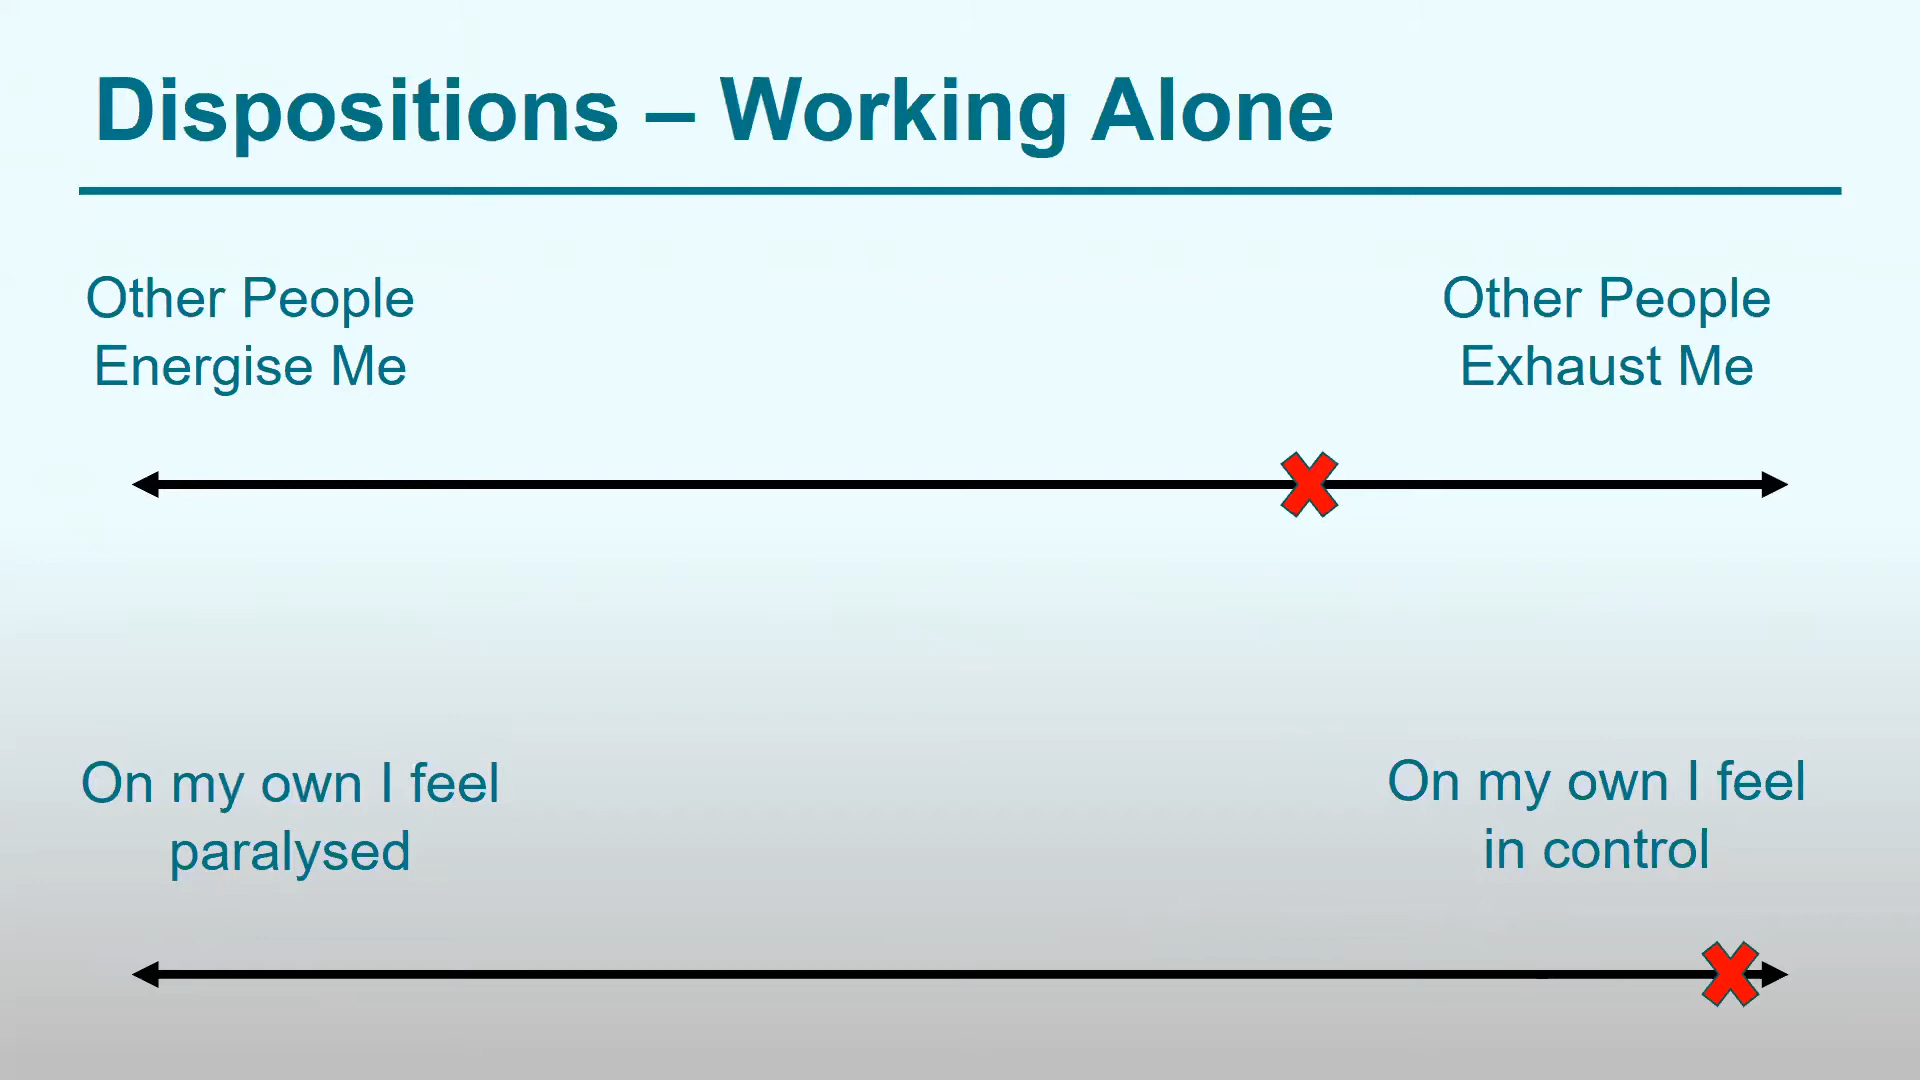 Dispositions – Working Alone
Other People
Energise Me
Other People
Exhaust Me
On my own I feel
paralysed
On my own I feel
in control